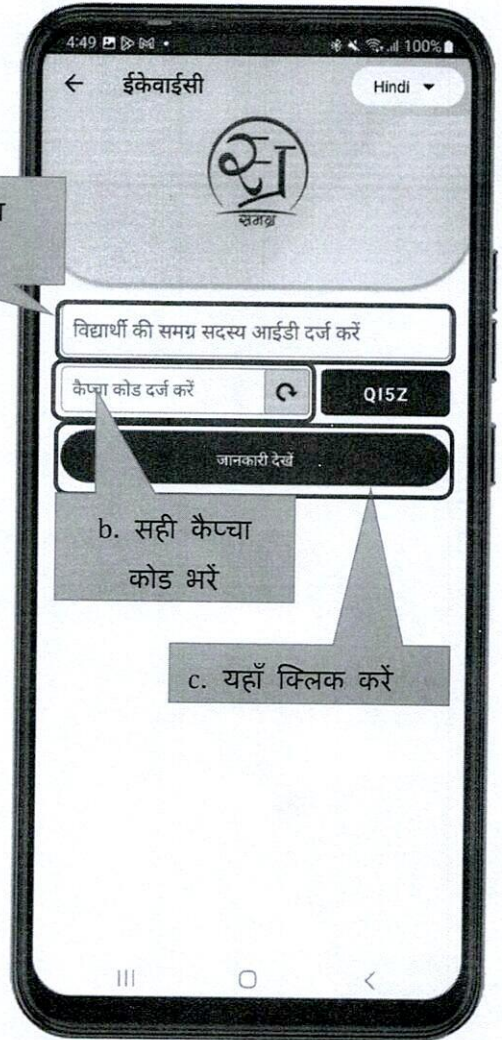 4:49 100%
ईकेवाईसी
Hindi
समग्र
विद्यार्थी की समग्र सदस्य आईडी दर्ज करें
कैप्चा कोड दर्ज करें
QI5Z
जानकारी देखें
b. सही कैप्चा
कोड भरें
c. यहाँ क्लिक करें